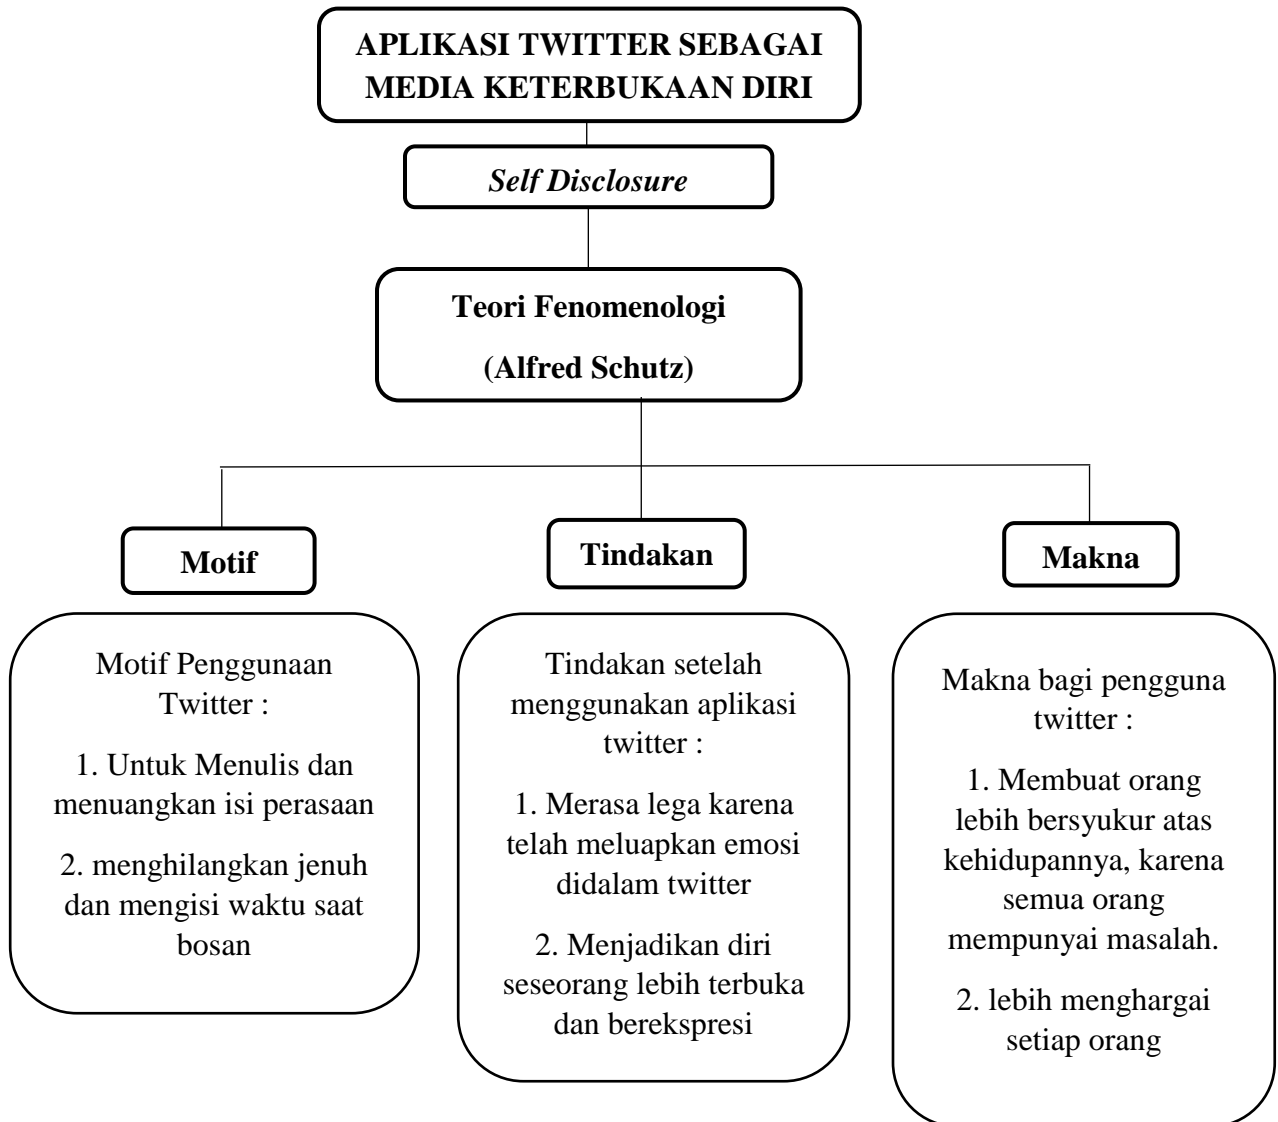 APLIKASI TWITTER SEBAGAI
MEDIA KETERBUKAAN DIRI
Self Disclosure
Teori Fenomenologi
(Alfred Schutz)
Motif
Tindakan
Makna
Motif Penggunaan
Twitter :
1. Untuk Menulis dan
menuangkan isi perasaan
2. menghilangkan jenuh
dan mengisi waktu saat
bosan
Tindakan setelah
menggunakan aplikasi
twitter :
1. Merasa lega karena
telah meluapkan emosi
didalam twitter
2. Menjadikan diri
seseorang lebih terbuka
dan berekspresi
Makna bagi pengguna
twitter :
1. Membuat orang
lebih bersyukur atas
kehidupannya, karena
semua orang
mempunyai masalah.
2. lebih menghargai
setiap orang